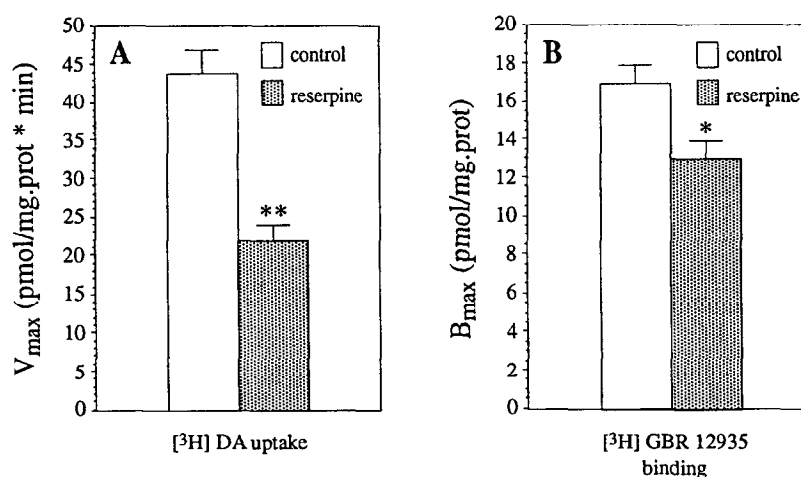 A
control
reserpine
50
45
40
35
30
25
20
15
10
5
0
**
Vmax (pmol/mg.prot * min)
[³H] DA uptake
B
control
reserpine
20
18
16
14
12
10
8
6
4
2
0
*
Bmax (pmol/mg.prot)
[³H] GBR 12935
binding